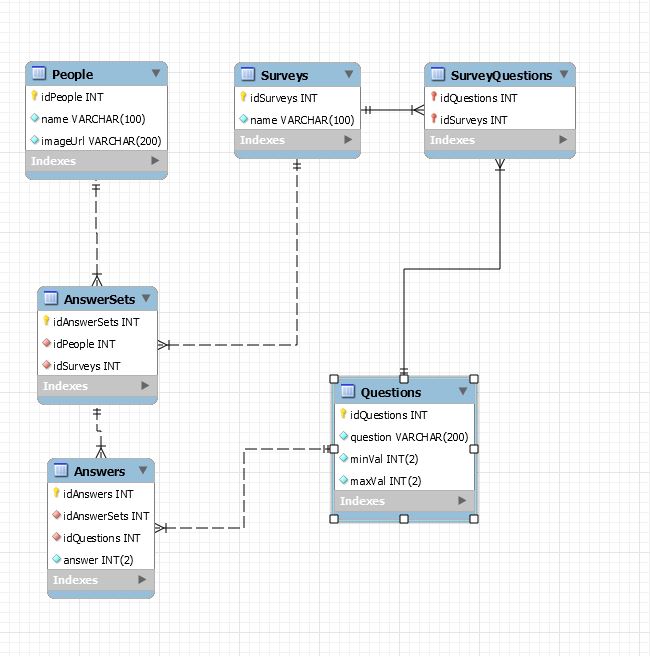 People
idPeople INT
name VARCHAR(100)
imageUrl VARCHAR(200)
Indexes
Surveys
idSurveys INT
name VARCHAR(100)
Indexes
SurveyQuestions
idQuestions INT
idSurveys INT
Indexes
AnswerSets
idAnswerSets INT
idPeople INT
idSurveys INT
Indexes
Questions
idQuestions INT
question VARCHAR(200)
minVal INT(2)
maxVal INT(2)
Indexes
Answers
idAnswers INT
idAnswerSets INT
idQuestions INT
answer INT(2)
Indexes